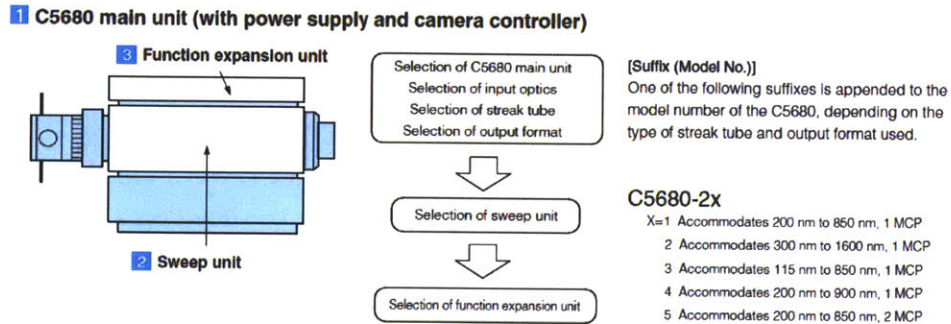 1 C5680 main unit (with power supply and camera controller)
3 Function expansion unit
2 Sweep unit
Selection of C5680 main unit
Selection of input optics
Selection of streak tube
Selection of output format
Selection of sweep unit
Selection of function expansion unit
[Suffix (Model No.)]
One of the following suffixes is appended to the
model number of the C5680, depending on the
type of streak tube and output format used.
C5680-2x
X=1 Accommodates 200 nm to 850 nm, 1 MCP
2 Accommodates 300 nm to 1600 nm, 1 MCP
3 Accommodates 115 nm to 850 nm, 1 MCP
4 Accommodates 200 nm to 900 nm, 1 MCP
5 Accommodates 200 nm to 850 nm, 2 MCP